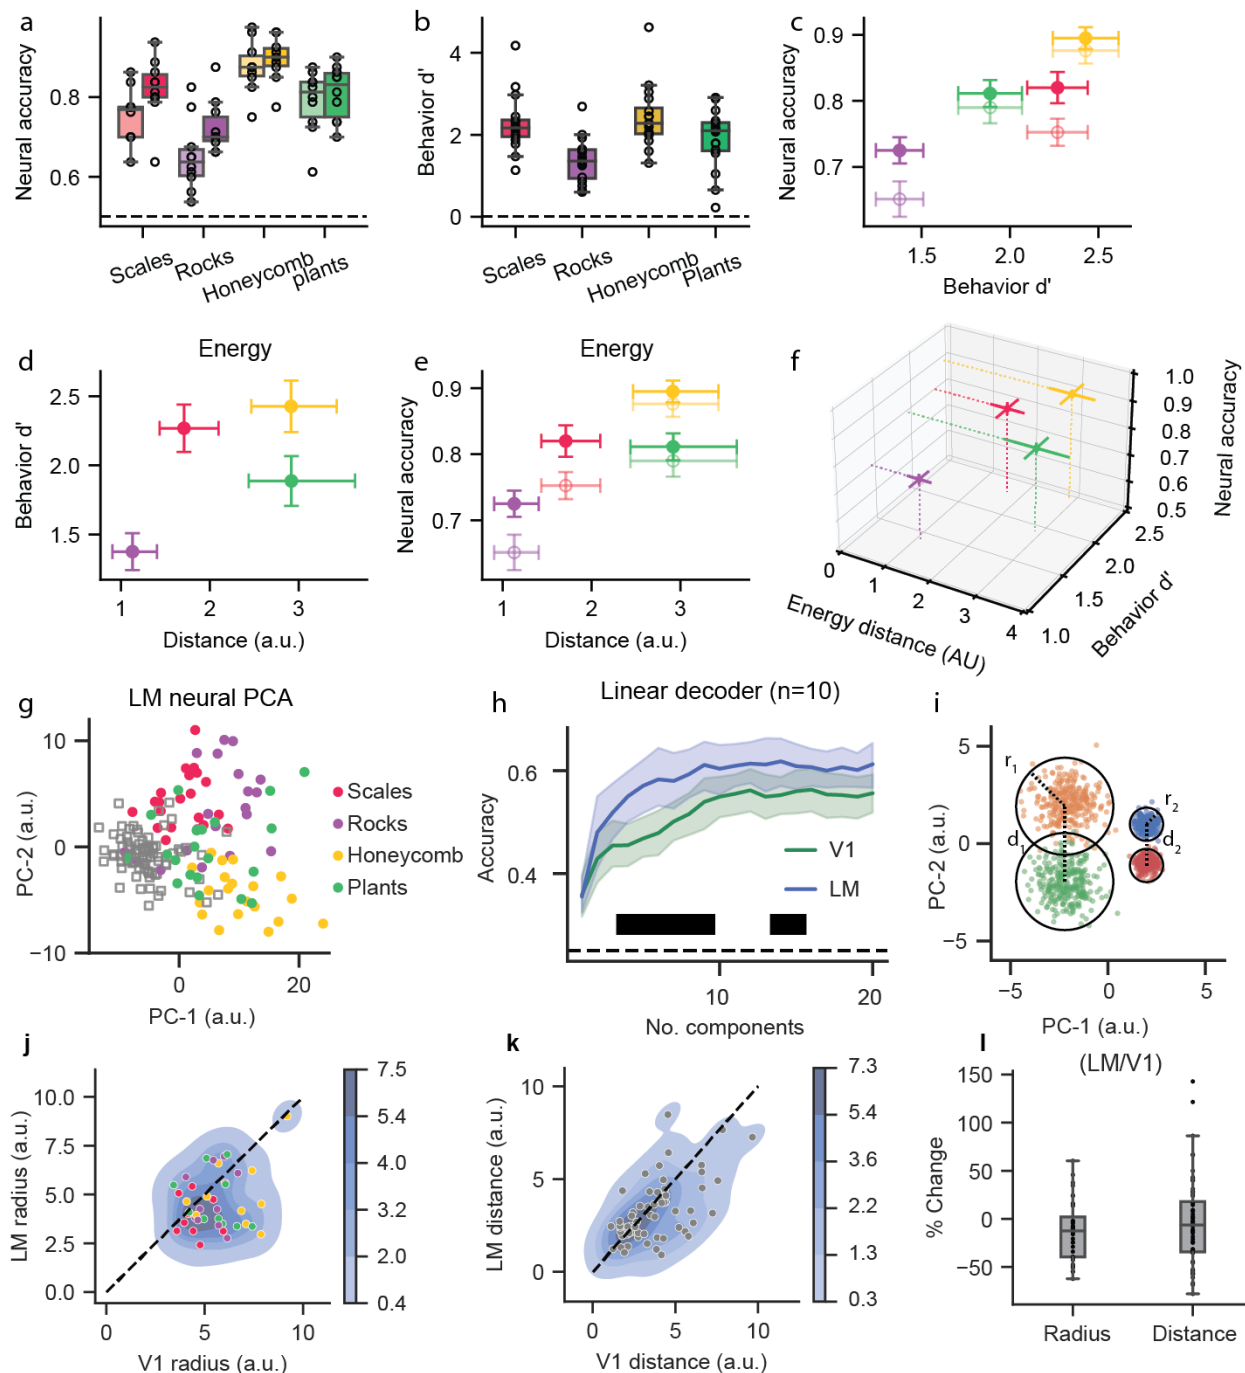 a
Neural accuracy
0.8
0.6
Scales
Rocks
Honeycomb
plants
b
Behavior d'
4
2
0
Scales
Rocks
Honeycomb
Plants
c
Neural accuracy
0.9
0.8
0.7
1.5 2.0 2.5
Behavior d'
d
Energy
Behavior d'
2.5
2.0
1.5
1 2 3
Distance (a.u.)
e
Energy
Neural accuracy
0.9
0.8
0.7
1 2 3
Distance (a.u.)
f
1.0
0.9
0.8
0.7
0.6
0.5
Neural accuracy
2.5
2.0
1.5
1.0
Behavior d'
0 1 2 3 4
Energy distance (AU)
g
LM neural PCA
PC-2 (a.u.)
10
0
−10
0 20
PC-1 (a.u.)
Scales
Rocks
Honeycomb
Plants
h
Linear decoder (n=10)
Accuracy
0.6
0.4
V1
LM
10 20
No. components
i
PC-2 (a.u.)
5
0
−5
r1
r2
d1
d2
−5 0 5
PC-1 (a.u.)
j
LM radius (a.u.)
10.0
7.5
5.0
2.5
0.0
0 5 10
V1 radius (a.u.)
7.5
5.4
4.0
3.2
2.0
0.4
k
LM distance (a.u.)
10
5
0
0 5 10
V1 distance (a.u.)
7.3
5.4
3.6
2.2
1.3
0.3
l
(LM/V1)
% Change
150
100
50
0
−50
Radius Distance